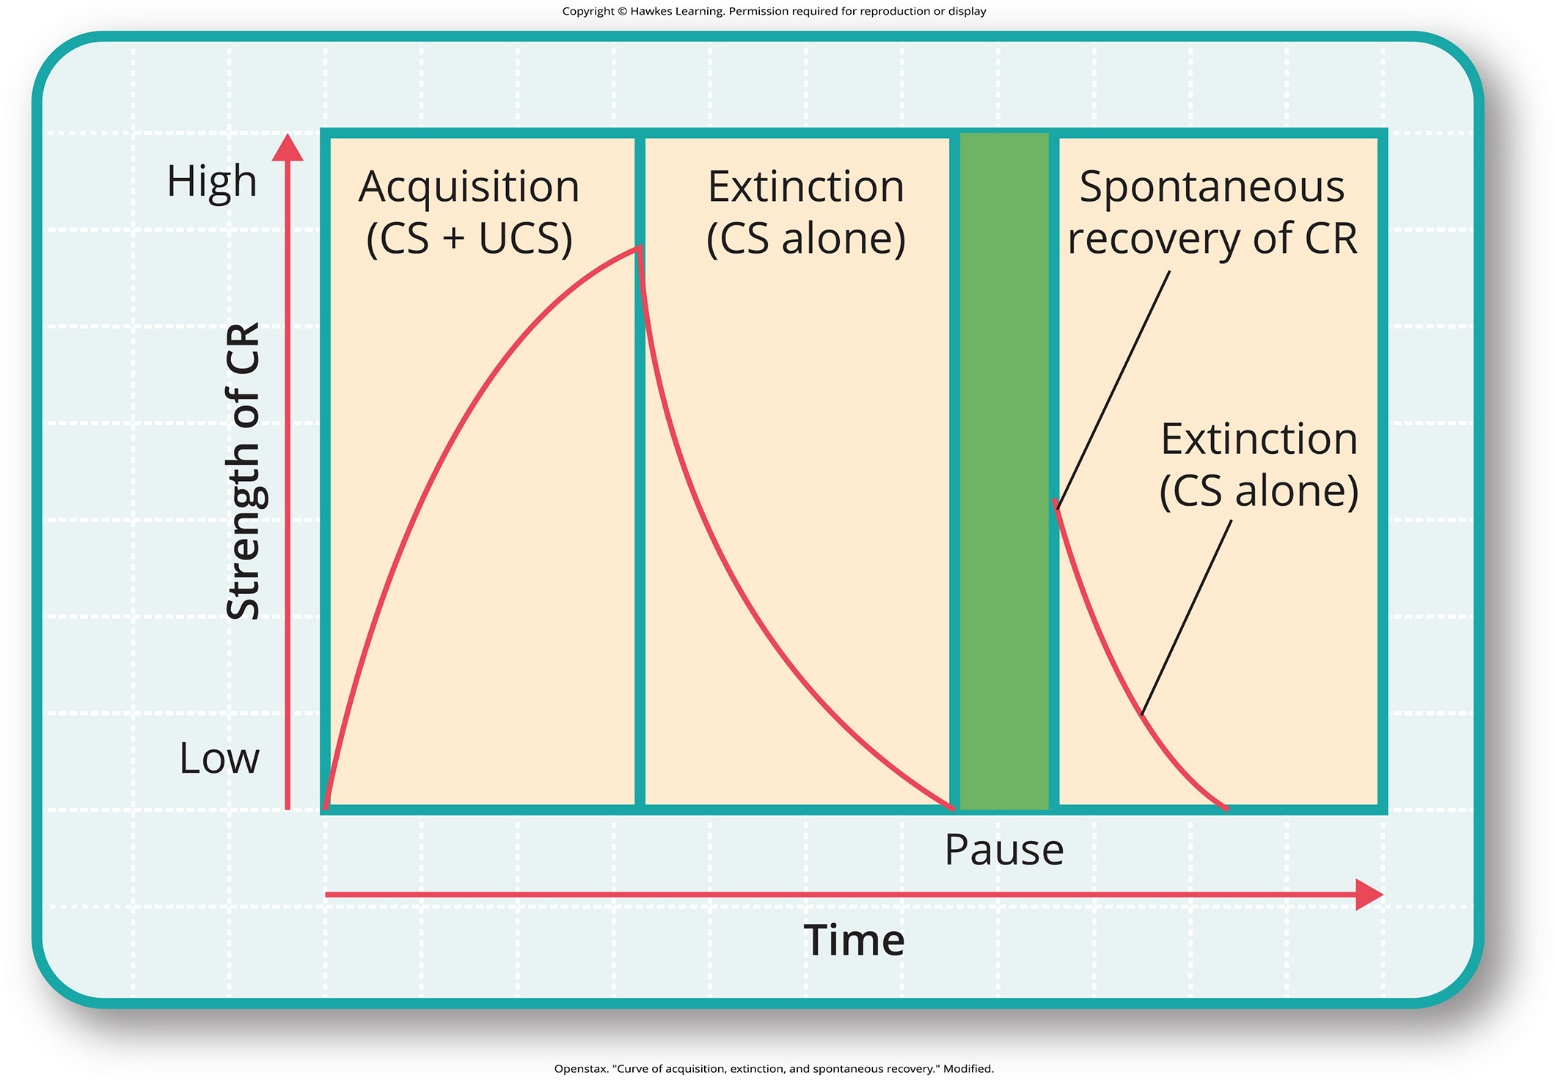 Copyright © Hawkes Learning. Permission required for reproduction or display
High
Strength of CR
Low
Acquisition
(CS + UCS)
Extinction
(CS alone)
Spontaneous
recovery of CR
Extinction
(CS alone)
Pause
Time
Openstax. "Curve of acquisition, extinction, and spontaneous recovery." Modified.